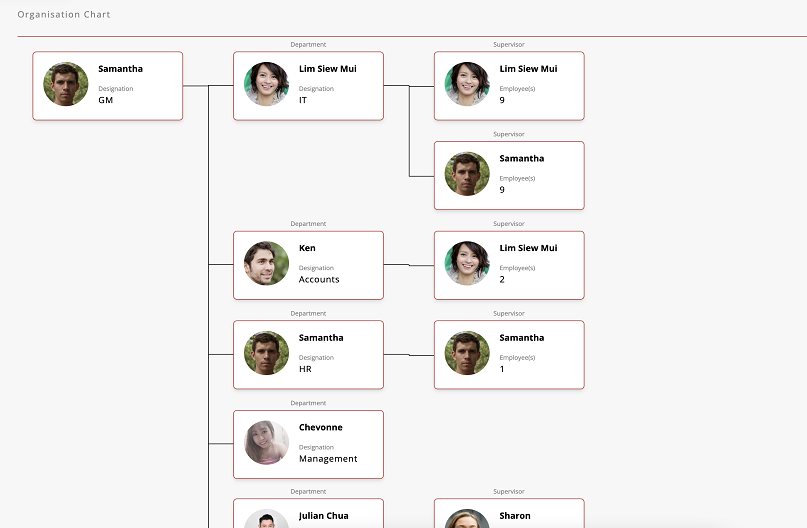 Organisation Chart
Department
Supervisor
Samantha
Designation
GM
Lim Siew Mui
Designation
IT
Lim Siew Mui
Employee(s)
9
Supervisor
Samantha
Employee(s)
9
Department
Supervisor
Ken
Designation
Accounts
Lim Siew Mui
Employee(s)
2
Department
Supervisor
Samantha
Designation
HR
Samantha
Employee(s)
1
Department
Chevonne
Designation
Management
Department
Supervisor
Julian Chua
Sharon